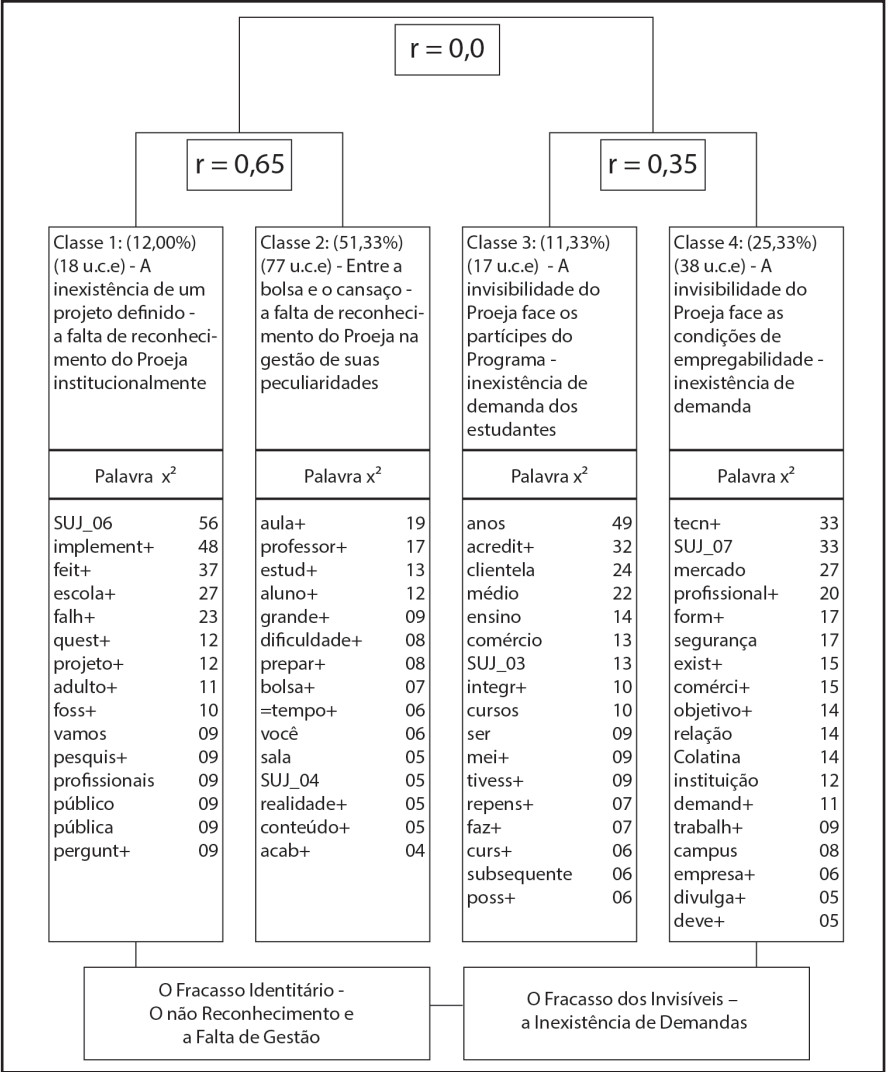 r = 0,0
r = 0,65
r = 0,35
Classe 1: (12,00%)
(18 u.c.e) - A
inexistência de um
projeto definido -
a falta de reconheci-
mento do Proeja
institucionalmente
Palavra x²
SUJ_06 56
implement+ 48
feit+ 37
escola+ 27
falh+ 23
quest+ 12
projeto+ 12
adulto+ 11
foss+ 10
vamos 09
pesquis+ 09
profissionais 09
público 09
pública 09
pergunt+ 09
Classe 2: (51,33%)
(77 u.c.e) - Entre a
bolsa e o cansaço -
a falta de reconheci-
mento do Proeja na
gestão de suas
peculiaridades
Palavra x²
aula+ 19
professor+ 17
estud+ 13
aluno+ 12
grande+ 09
dificuldade+ 08
prepar+ 08
bolsa+ 07
=tempo+ 06
você 06
sala 05
SUJ_04 05
realidade+ 05
conteúdo+ 05
acab+ 04
Classe 3: (11,33%)
(17 u.c.e) - A
invisibilidade do
Proeja face os
partícipes do
Programa -
inexistência de
demanda dos
estudantes
Palavra x²
anos 49
acredit+ 32
clientela 24
médio 22
ensino 14
comércio 13
SUJ_03 13
integr+ 10
cursos 10
ser 09
mei+ 09
tivess+ 09
repens+ 07
faz+ 07
curs+ 06
subsequente 06
poss+ 06
Classe 4: (25,33%)
(38 u.c.e) - A
invisibilidade do
Proeja face as
condições de
empregabilidade -
inexistência de
demanda
Palavra x²
tecn+ 33
SUJ_07 33
mercado 27
profissional+ 20
form+ 17
segurança 17
exist+ 15
comérci+ 15
objetivo+ 14
relação 14
Colatina 14
instituição 12
demand+ 11
trabalh+ 09
campus 08
empresa+ 06
divulga+ 05
deve+ 05
O Fracasso Identitário -
O não Reconhecimento e
a Falta de Gestão
O Fracasso dos Invisíveis –
a Inexistência de Demandas